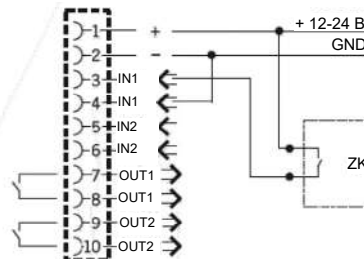 + 12-24 В
1 +
GND
2 −
3 IN1
4 IN1
5 IN2
6 IN2
ZK
7 OUT1
8 OUT1
9 OUT2
10 OUT2